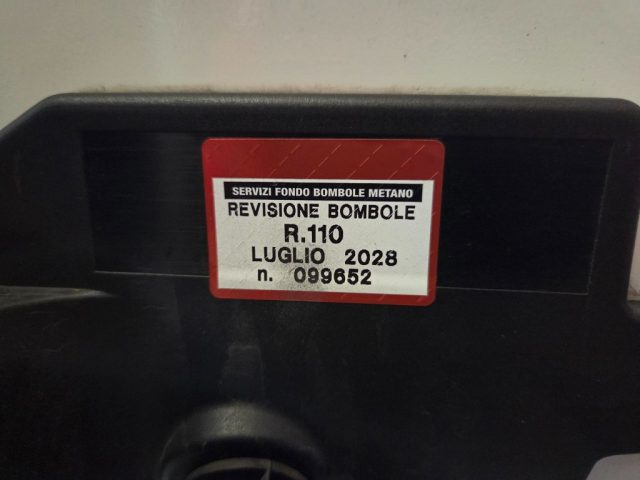 SERVIZI FONDO BOMBOLE METANO
REVISIONE BOMBOLE
R.110
LUGLIO 2028
n. 099652